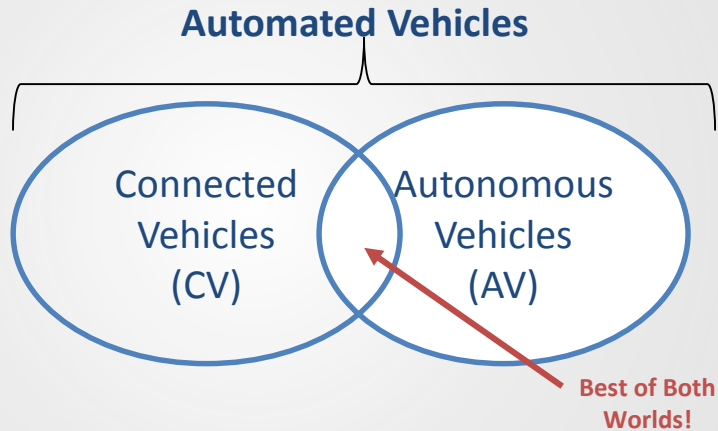 Automated Vehicles
Connected
Vehicles
(CV)
Autonomous
Vehicles
(AV)
Best of Both
Worlds!